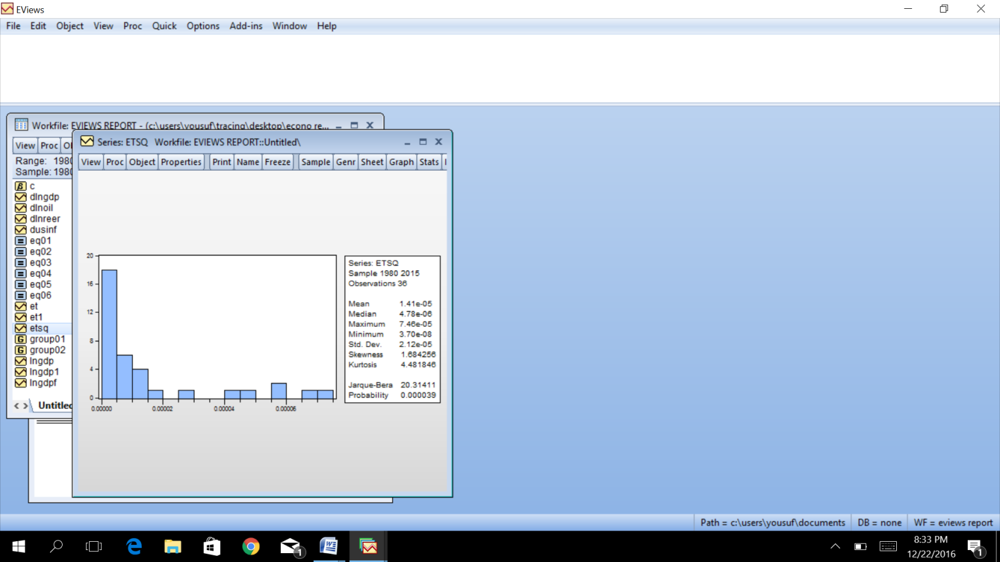 EViews
File Edit Object View Proc Quick Options Add-ins Window Help
Workfile: EVIEWS REPORT - (c:\users\yousuf\tracing\desktop\econo re...
View Proc
Range: 1980
Sample: 1980
c
dlngdp
dlnoil
dlnreer
dusinf
eq01
eq02
eq03
eq04
eq05
eq06
et
et1
etsq
group01
group02
lngdp
lngdp1
lngdpf
Untitled
Series: ETSQ Workfile: EVIEWS REPORT::Untitled\
View Proc Object Properties Print Name Freeze Sample Genr Sheet Graph Stats
20
16
12
8
4
0
0.00000 0.00002 0.00004 0.00006
Series: ETSQ
Sample 1980 2015
Observations 36
Mean 1.41e-05
Median 4.78e-06
Maximum 7.46e-05
Minimum 3.70e-08
Std. Dev. 2.12e-05
Skewness 1.684256
Kurtosis 4.481846
Jarque-Bera 20.31411
Probability 0.000039
Path = c:\users\yousuf\documents DB = none WF = eviews report
1
8:33 PM
12/22/2016
1